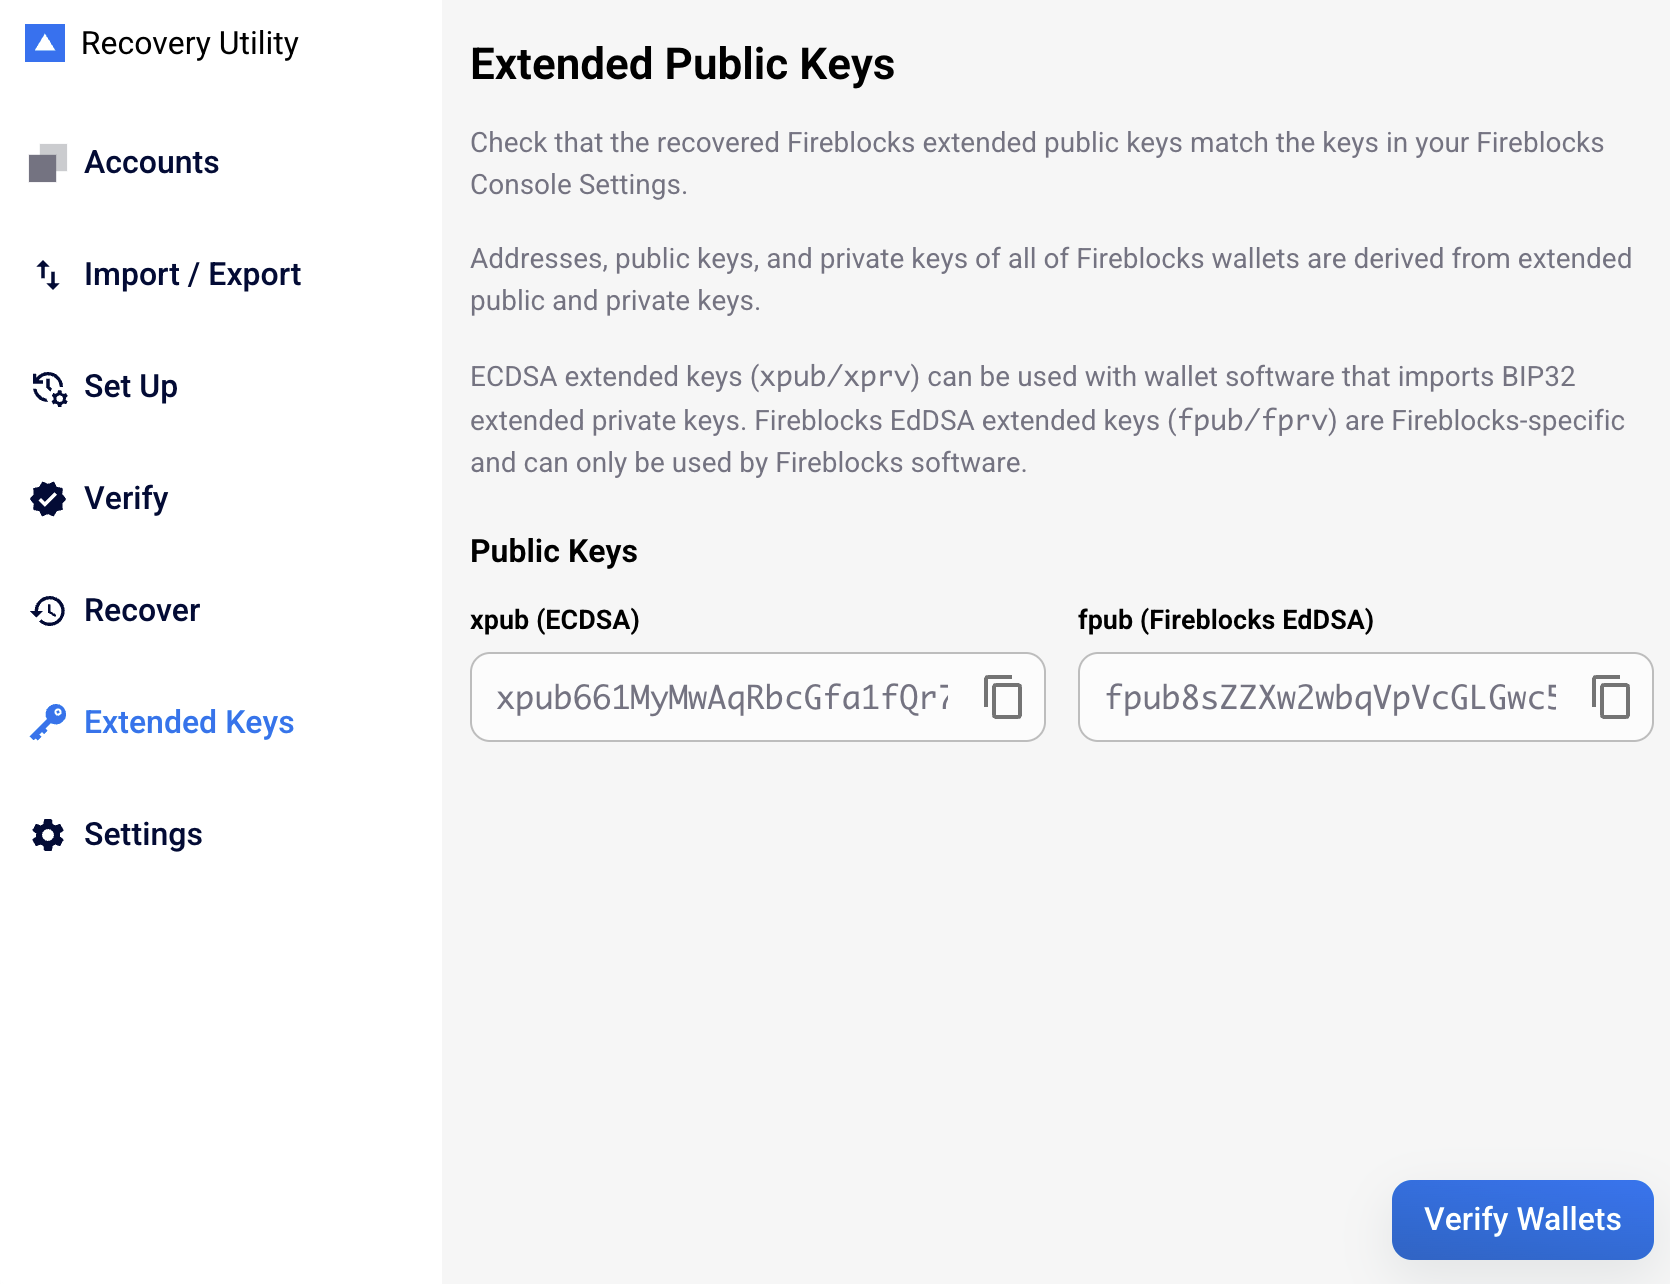 Recovery Utility
Accounts
Import / Export
Set Up
Verify
Recover
Extended Keys
Settings
Extended Public Keys
Check that the recovered Fireblocks extended public keys match the keys in your Fireblocks
Console Settings.
Addresses, public keys, and private keys of all of Fireblocks wallets are derived from extended
public and private keys.
ECDSA extended keys (xpub/xprv) can be used with wallet software that imports BIP32
extended private keys. Fireblocks EdDSA extended keys (fpub/fprv) are Fireblocks-specific
and can only be used by Fireblocks software.
Public Keys
xpub (ECDSA)
xpub661MyMwAqRbcGfa1fQr7
fpub (Fireblocks EdDSA)
fpub8sZZXw2wbqVpVcGLGwc5
Verify Wallets